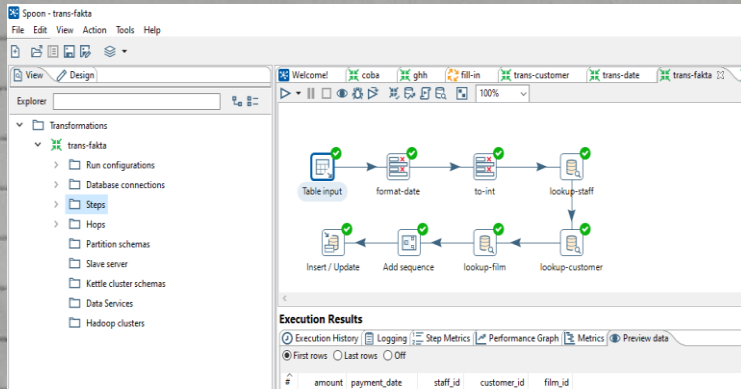 Spoon - trans-fakta
File Edit View Action Tools Help
View Design
Welcome! coba ghh fill-in trans-customer trans-date trans-fakta
Explorer
100%
Transformations
trans-fakta
Run configurations
Database connections
Steps
Hops
Partition schemas
Slave server
Kettle cluster schemas
Data Services
Hadoop clusters
Table input format-date to-int lookup-staff
Insert / Update Add sequence lookup-film lookup-customer
Execution Results
Execution History Logging Step Metrics Performance Graph Metrics Preview data
First rows Last rows Off
# amount payment_date staff_id customer_id film_id